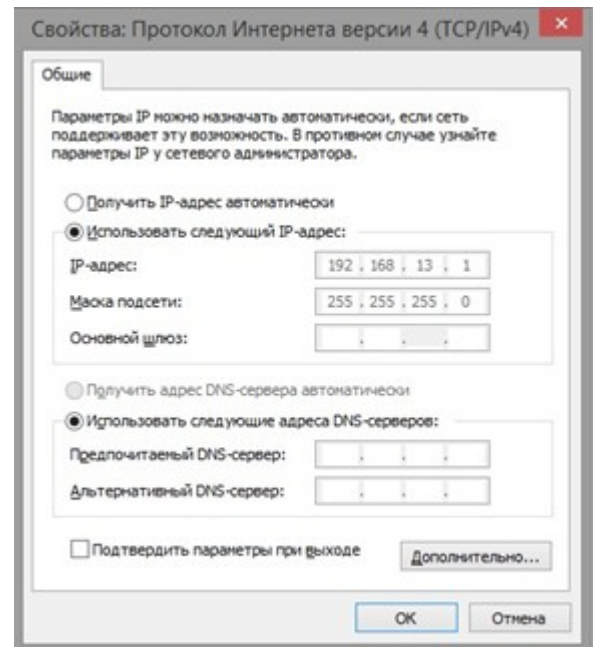 Свойства: Протокол Интернета версии 4 (TCP/IPv4)
Общие
Параметры IP можно назначать автоматически, если сеть
поддерживает эту возможность. В противном случае узнайте
параметры IP у сетевого администратора.
Получить IP-адрес автоматически
Использовать следующий IP-адрес:
IP-адрес: 192 . 168 . 13 . 1
Маска подсети: 255 . 255 . 255 . 0
Основной шлюз: . . .
Получить адрес DNS-сервера автоматически
Использовать следующие адреса DNS-серверов:
Предпочитаемый DNS-сервер: . . .
Альтернативный DNS-сервер: . . .
Подтвердить параметры при выходе
Дополнительно...
OK Отмена